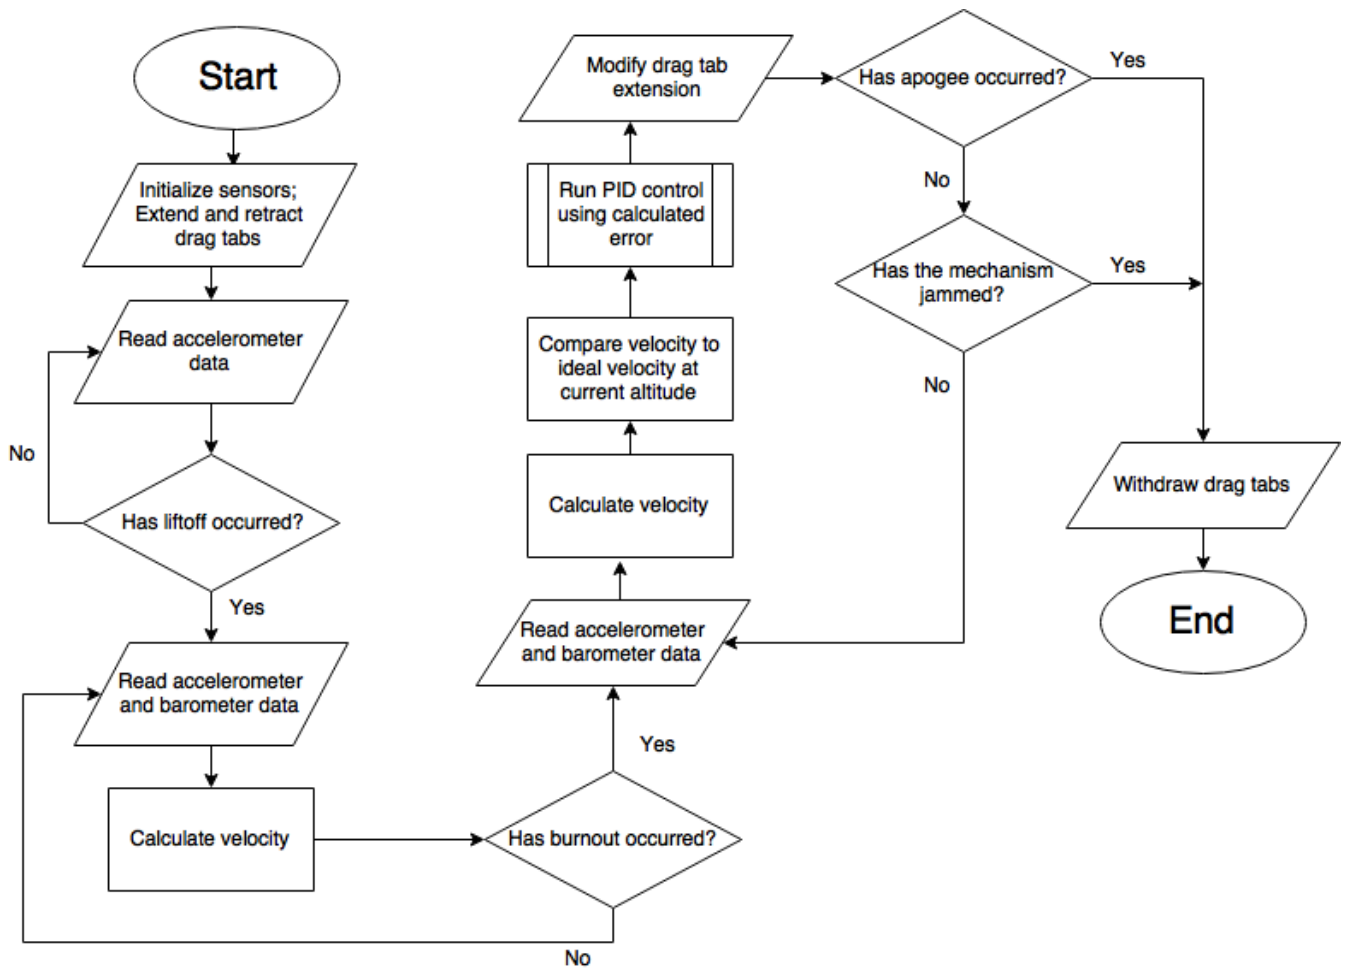 Start
Initialize sensors;
Extend and retract
drag tabs
Read accelerometer
data
No
Has liftoff occurred?
Yes
Read accelerometer
and barometer data
Calculate velocity
Has burnout occurred?
No
Yes
Read accelerometer
and barometer data
Calculate velocity
Compare velocity to
ideal velocity at
current altitude
Run PID control
using calculated
error
Modify drag tab
extension
Has apogee occurred?
Yes
No
Has the mechanism
jammed?
Yes
No
Withdraw drag tabs
End